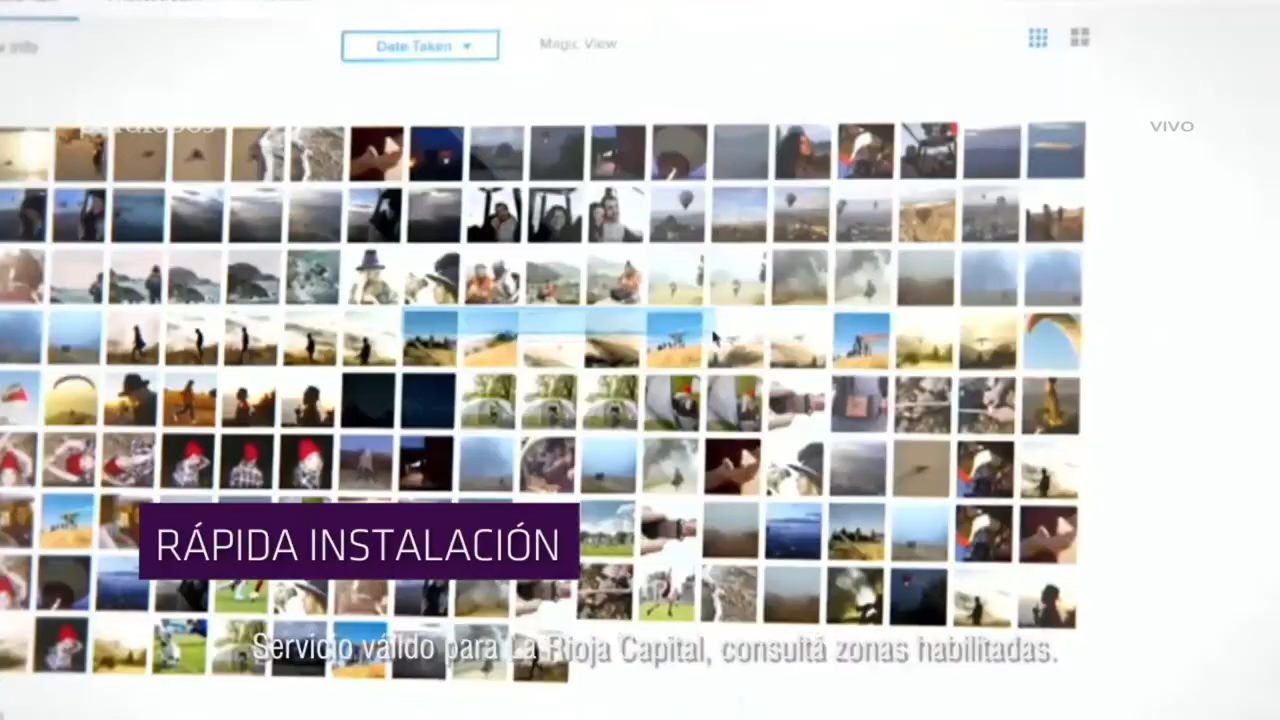 Date Taken
Magic View
VIVO
RÁPIDA INSTALACIÓN
Servicio válido para La Rioja Capital, consultá zonas habilitadas.